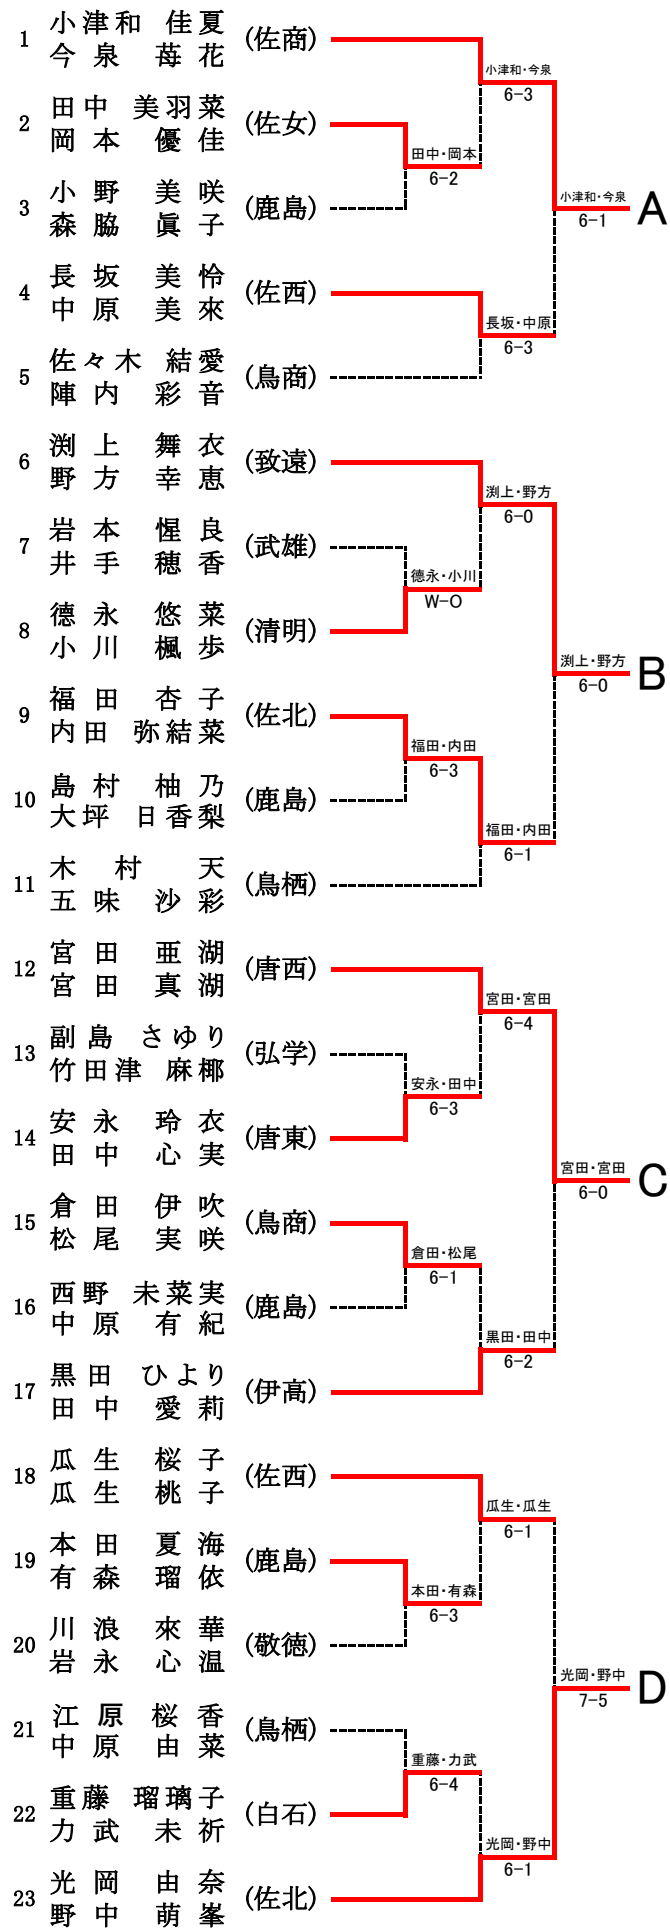 1 小津和 佳夏 (佐商)
今泉 苺花
2 田中 美羽菜 (佐女)
岡本 優佳
3 小野 美咲 (鹿島)
森脇 眞子
4 長坂 美怜 (佐西)
中原 美來
5 佐々木 結愛 (鳥商)
陣内 彩音
6 渕上 舞衣 (致遠)
野方 幸恵
7 岩本 惺良 (武雄)
井手 穂香
8 德永 悠菜 (清明)
小川 楓歩
9 福田 杏子 (佐北)
内田 弥結菜
10 島村 柚乃 (鹿島)
大坪 日香梨
11 木村 天 (鳥栖)
五味 沙彩
12 宮田 亜湖 (唐西)
宮田 真湖
13 副島 さゆり (弘学)
竹田津 麻椰
14 安永 玲衣 (唐東)
田中 心実
15 倉田 伊吹 (鳥商)
松尾 実咲
16 西野 未菜実 (鹿島)
中原 有紀
17 黒田 ひより (伊高)
田中 愛莉
18 瓜生 桜子 (佐西)
瓜生 桃子
19 本田 夏海 (鹿島)
有森 瑠依
20 川浪 來華 (敬徳)
岩永 心温
21 江原 桜香 (鳥栖)
中原 由菜
22 重藤 瑠璃子 (白石)
力武 未祈
23 光岡 由奈 (佐北)
野中 萌峯
田中・岡本
6-2
德永・小川
W-O
福田・内田
6-3
安永・田中
6-3
倉田・松尾
6-1
本田・有森
6-3
重藤・力武
6-4
小津和・今泉
6-3
長坂・中原
6-3
渕上・野方
6-0
福田・内田
6-1
宮田・宮田
6-4
黒田・田中
6-2
瓜生・瓜生
6-1
光岡・野中
6-1
小津和・今泉
6-1
A
渕上・野方
6-0
B
宮田・宮田
6-0
C
光岡・野中
7-5
D